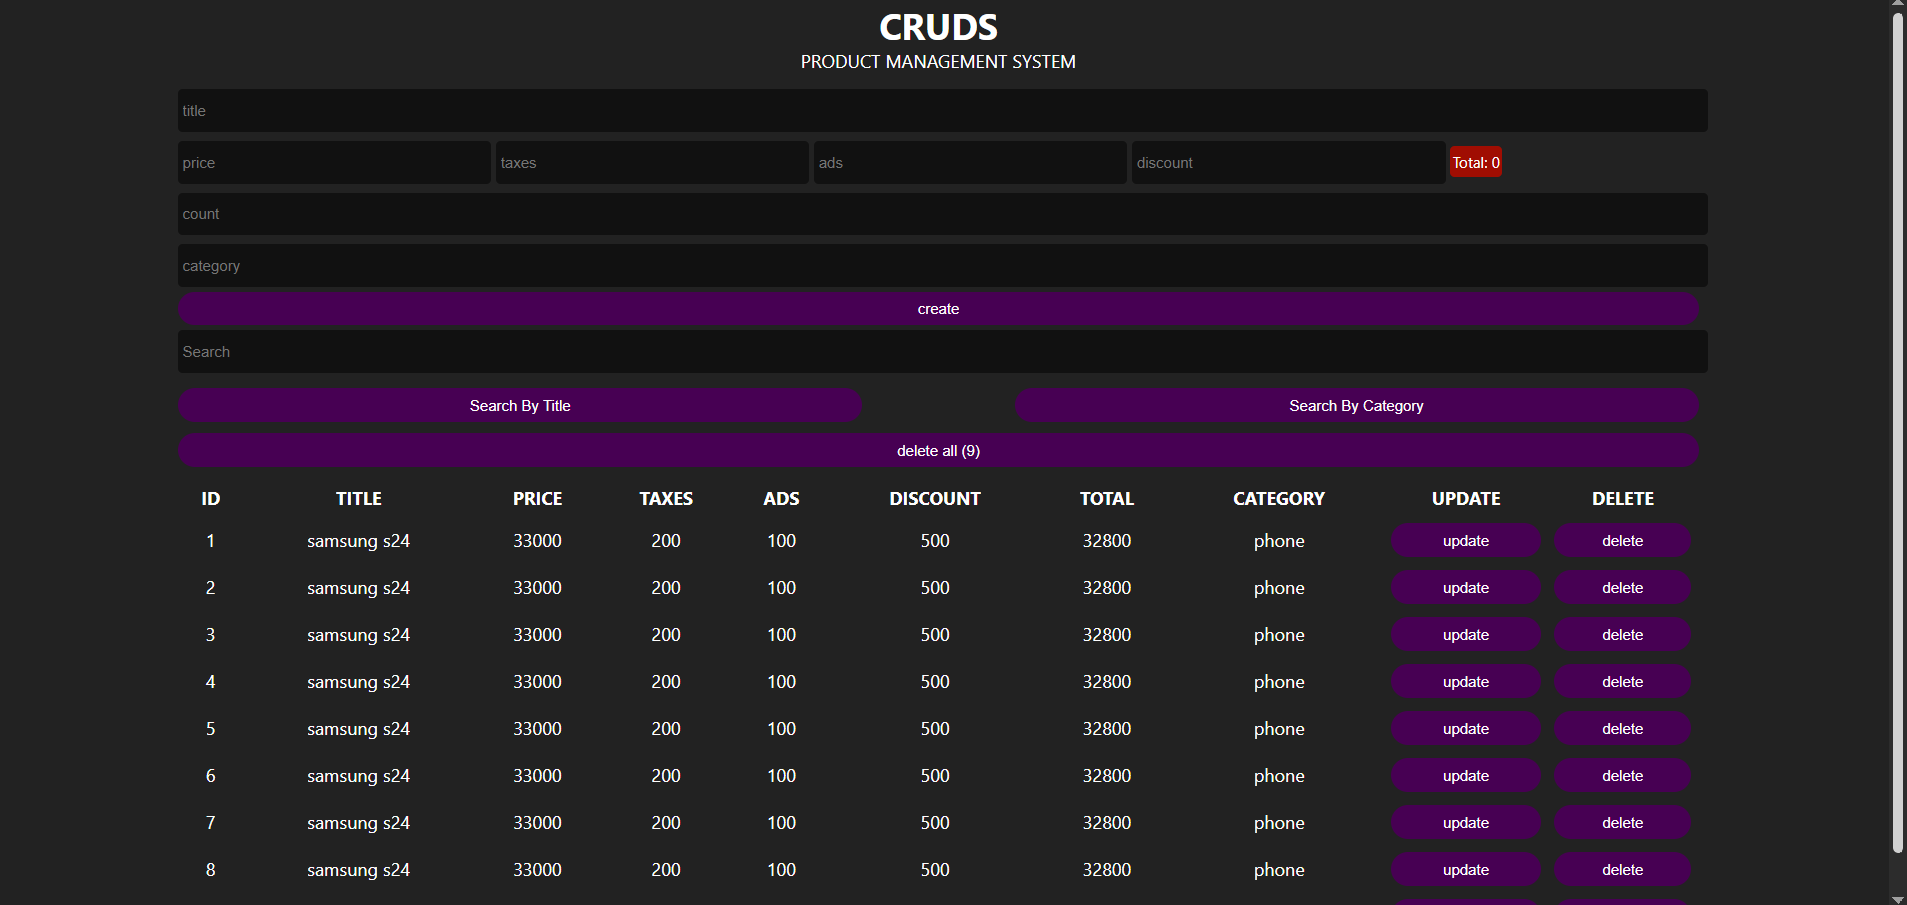 CRUDS
PRODUCT MANAGEMENT SYSTEM
title
price taxes ads discount Total: 0
count
category
create
Search
Search By Title Search By Category
delete all (9)
ID TITLE PRICE TAXES ADS DISCOUNT TOTAL CATEGORY UPDATE DELETE
1 samsung s24 33000 200 100 500 32800 phone update delete
2 samsung s24 33000 200 100 500 32800 phone update delete
3 samsung s24 33000 200 100 500 32800 phone update delete
4 samsung s24 33000 200 100 500 32800 phone update delete
5 samsung s24 33000 200 100 500 32800 phone update delete
6 samsung s24 33000 200 100 500 32800 phone update delete
7 samsung s24 33000 200 100 500 32800 phone update delete
8 samsung s24 33000 200 100 500 32800 phone update delete